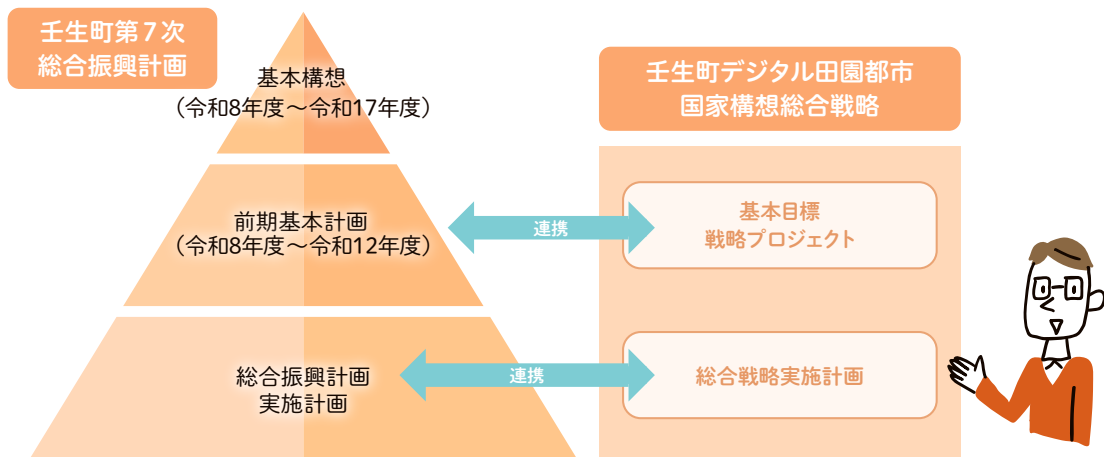 壬生町第7次
総合振興計画
基本構想
（令和8年度～令和17年度）
前期基本計画
（令和8年度～令和12年度）
総合振興計画
実施計画
連携
連携
壬生町デジタル田園都市
国家構想総合戦略
基本目標
戦略プロジェクト
総合戦略実施計画